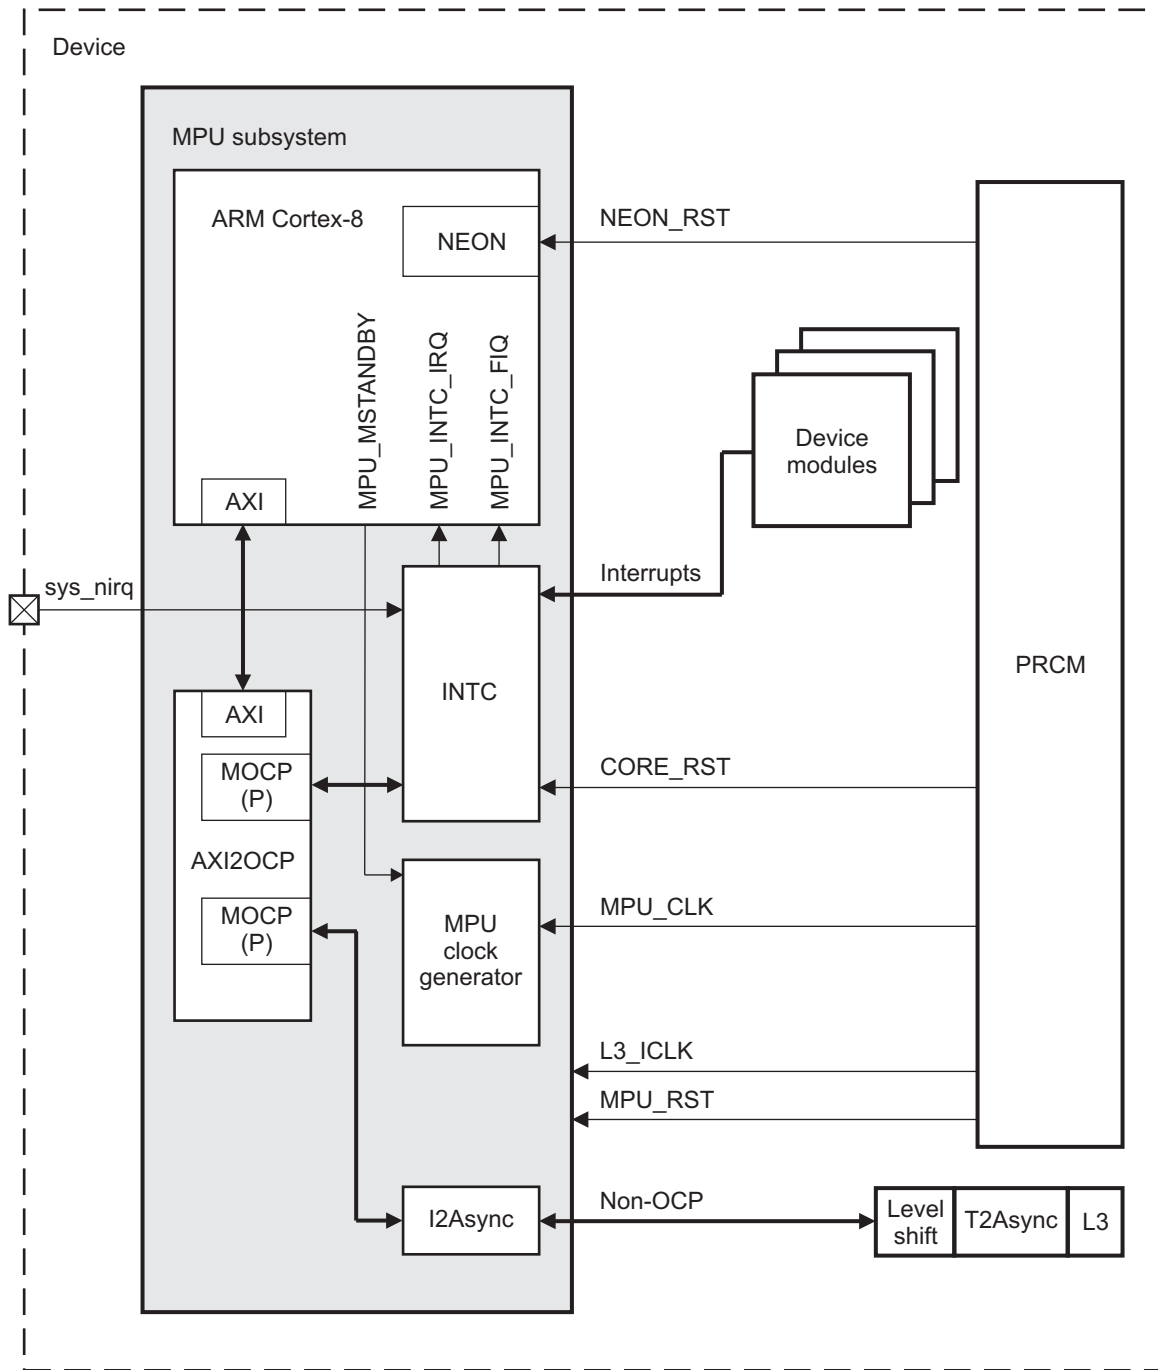 Device
MPU subsystem
ARM Cortex-8
NEON
NEON_RST
MPU_MSTANDBY
MPU_INTC_IRQ
MPU_INTC_FIQ
Device
modules
AXI
sys_nirq
Interrupts
PRCM
INTC
AXI
MOCP
(P)
CORE_RST
AXI2OCP
MOCP
(P)
MPU
clock
generator
MPU_CLK
L3_ICLK
MPU_RST
I2Async
Non-OCP
Level
shift
T2Async
L3